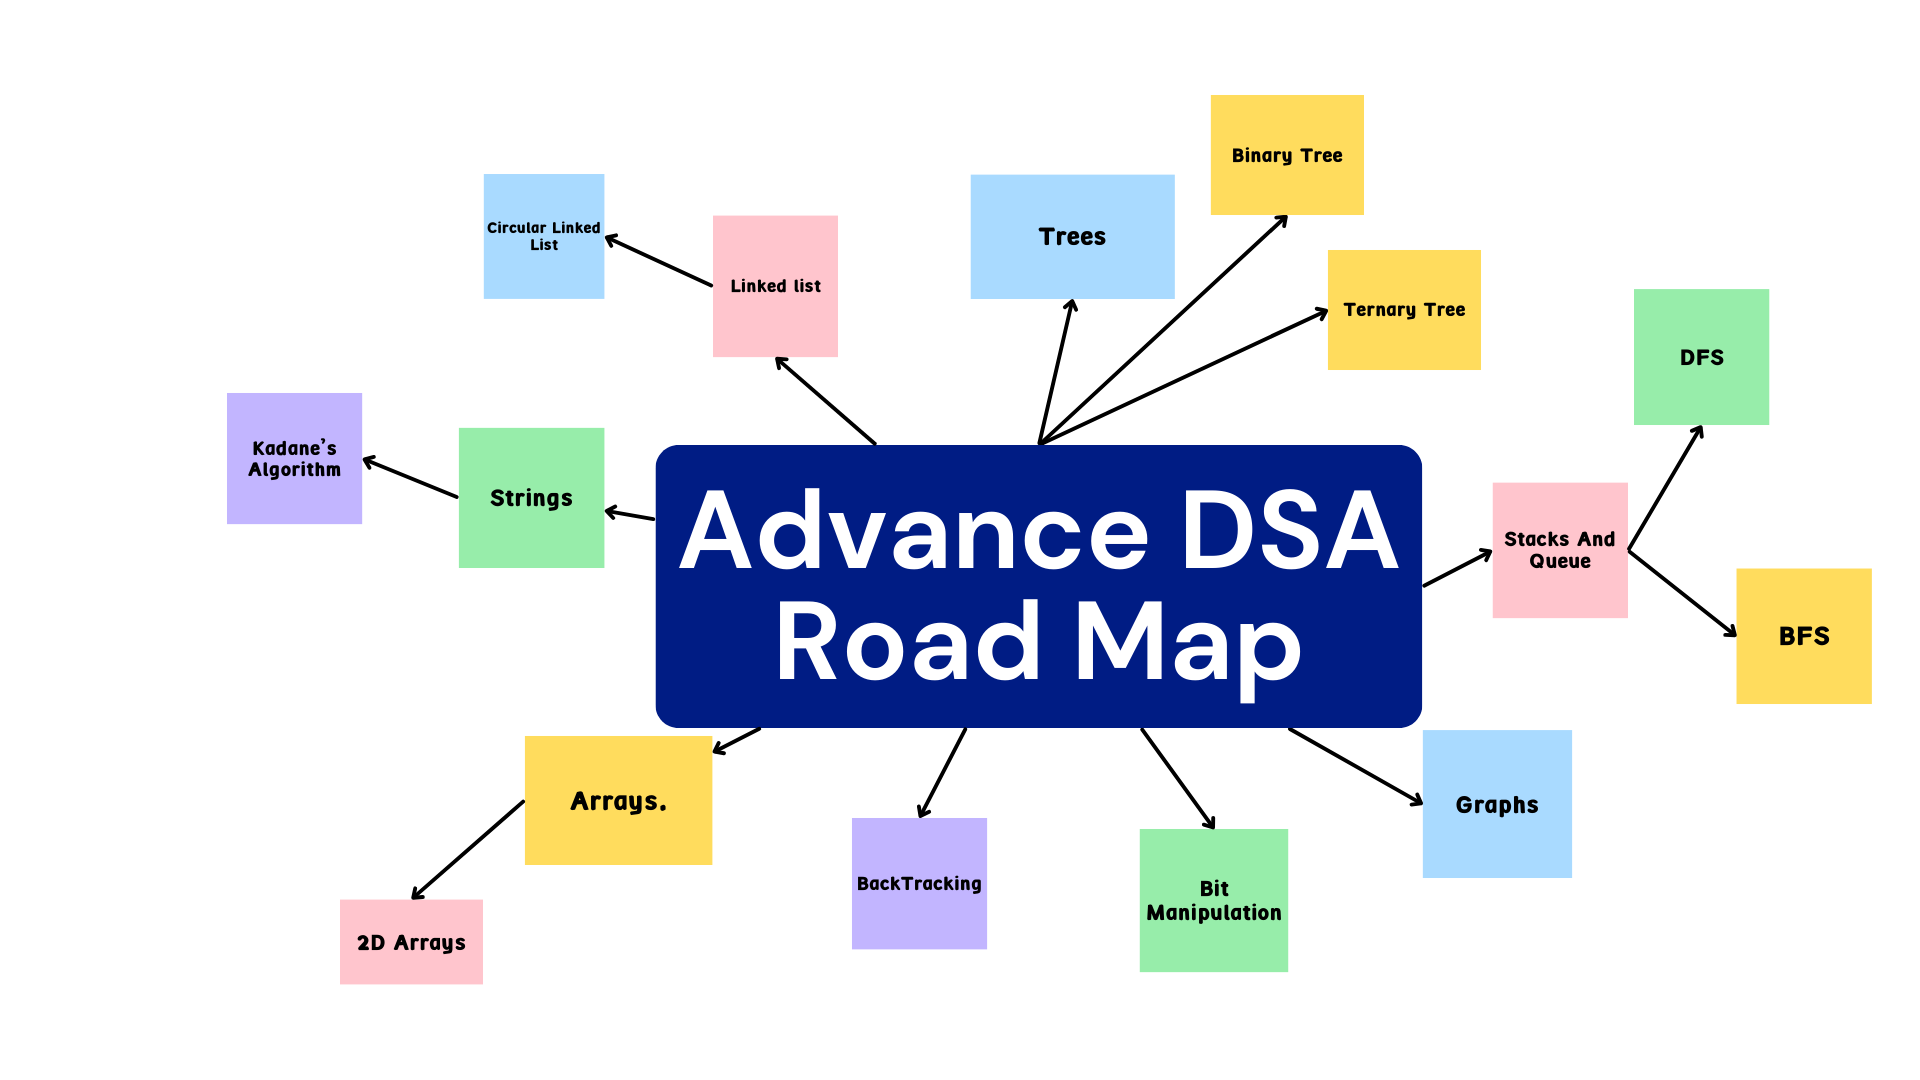 Binary Tree
Circular Linked
List
Trees
Linked list
Ternary Tree
DFS
Kadane's
Algorithm
Strings
Advance DSA
Road Map
Stacks And
Queue
BFS
Arrays.
Graphs
BackTracking
Bit
Manipulation
2D Arrays